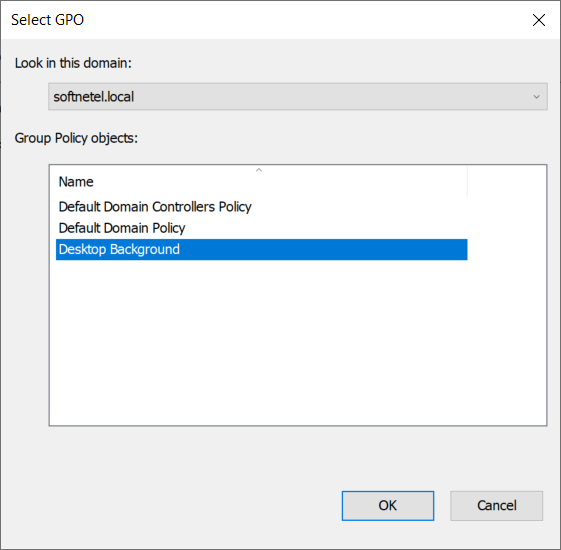 Select GPO
Look in this domain:
softnetel.local
Group Policy objects:
Name
Default Domain Controllers Policy
Default Domain Policy
Desktop Background
OK Cancel